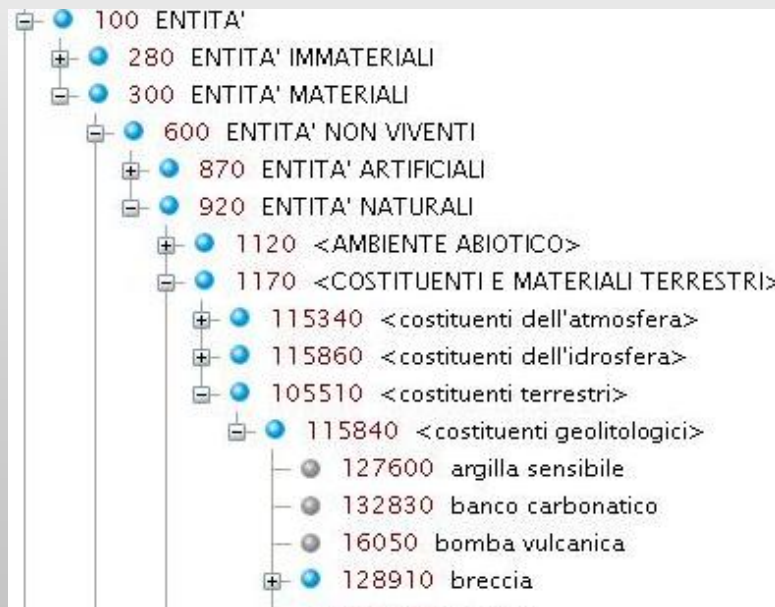 100 ENTITA'
280 ENTITA' IMMATERIALI
300 ENTITA' MATERIALI
600 ENTITA' NON VIVENTI
870 ENTITA' ARTIFICIALI
920 ENTITA' NATURALI
1120 <AMBIENTE ABIOTICO>
1170 <COSTITUENTI E MATERIALI TERRESTRI>
115340 <costituenti dell'atmosfera>
115860 <costituenti dell'idrosfera>
105510 <costituenti terrestri>
115840 <costituenti geolitologici>
127600 argilla sensibile
132830 banco carbonatico
16050 bomba vulcanica
128910 breccia